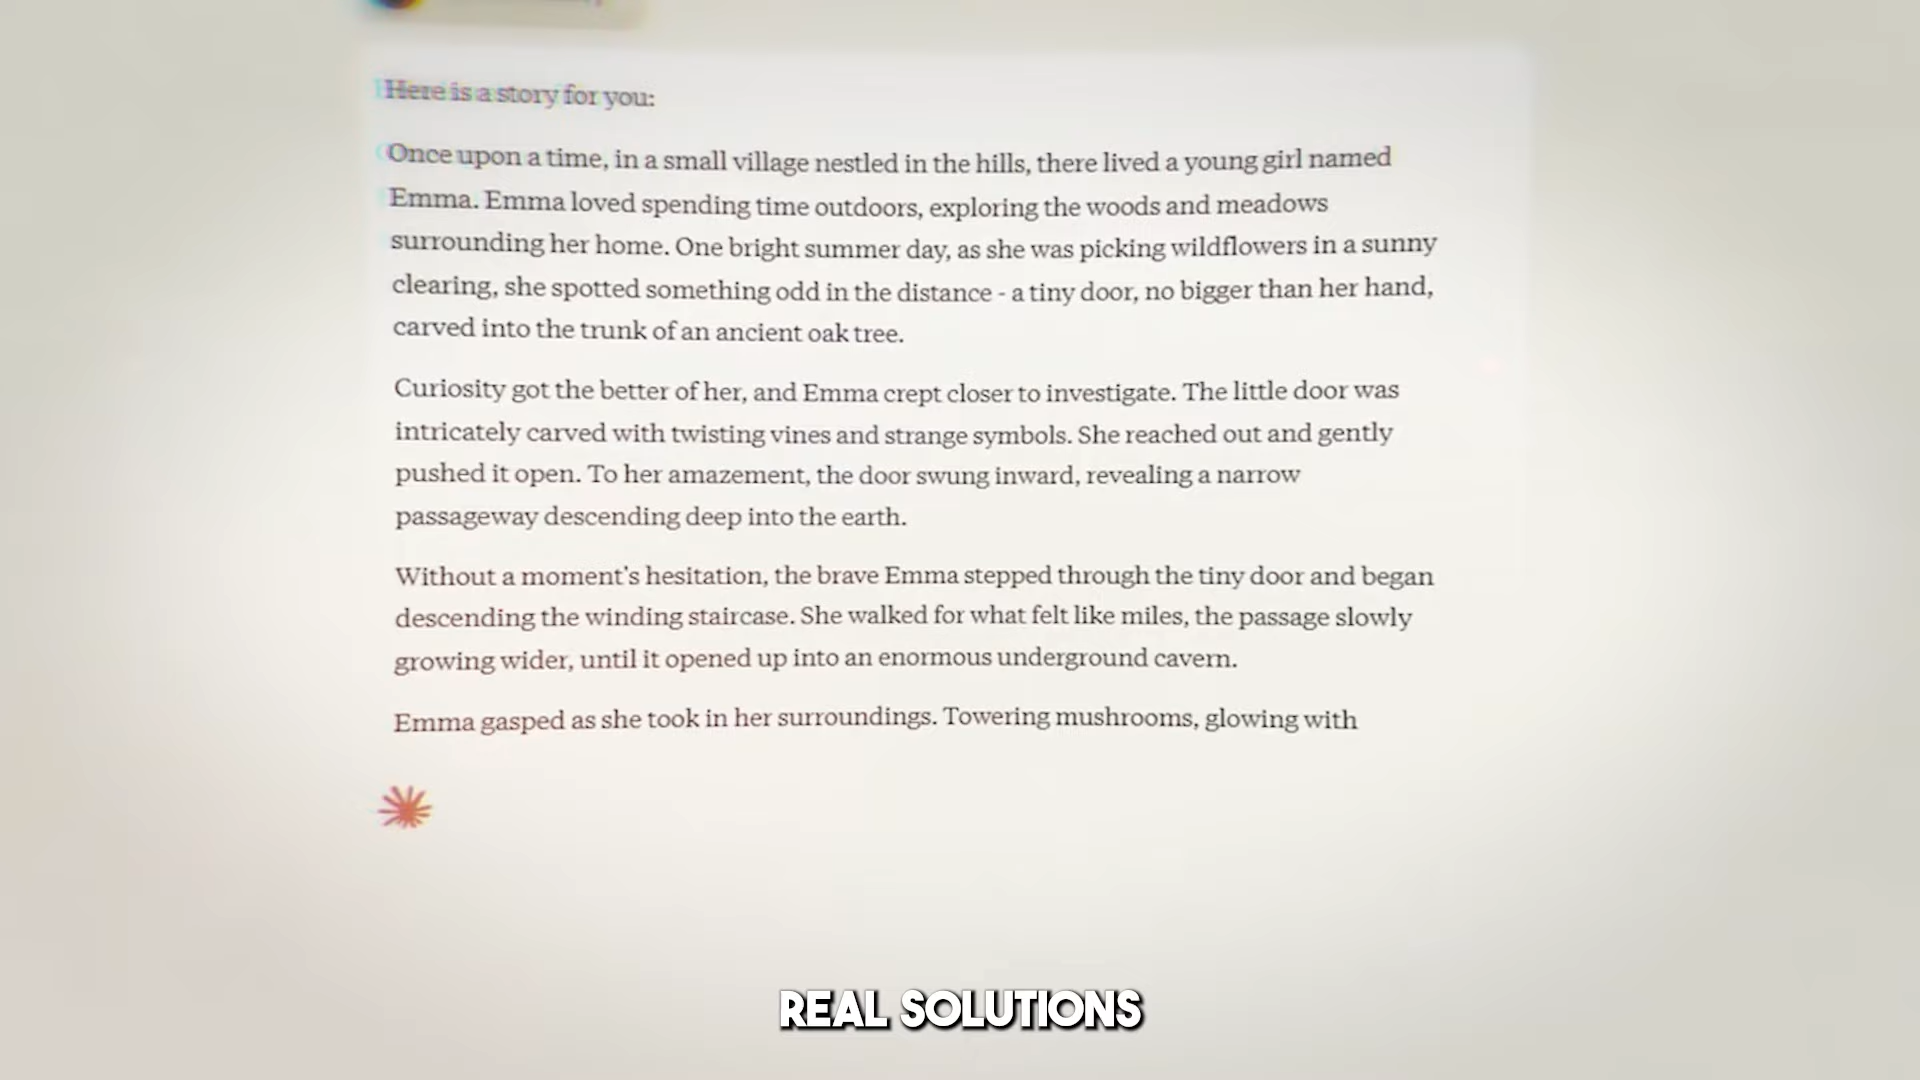 Here is a story for you:
Once upon a time, in a small village nestled in the hills, there lived a young girl named
Emma. Emma loved spending time outdoors, exploring the woods and meadows
surrounding her home. One bright summer day, as she was picking wildflowers in a sunny
clearing, she spotted something odd in the distance - a tiny door, no bigger than her hand,
carved into the trunk of an ancient oak tree.
Curiosity got the better of her, and Emma crept closer to investigate. The little door was
intricately carved with twisting vines and strange symbols. She reached out and gently
pushed it open. To her amazement, the door swung inward, revealing a narrow
passageway descending deep into the earth.
Without a moment's hesitation, the brave Emma stepped through the tiny door and began
descending the winding staircase. She walked for what felt like miles, the passage slowly
growing wider, until it opened up into an enormous underground cavern.
Emma gasped as she took in her surroundings. Towering mushrooms, glowing with
REAL SOLUTIONS